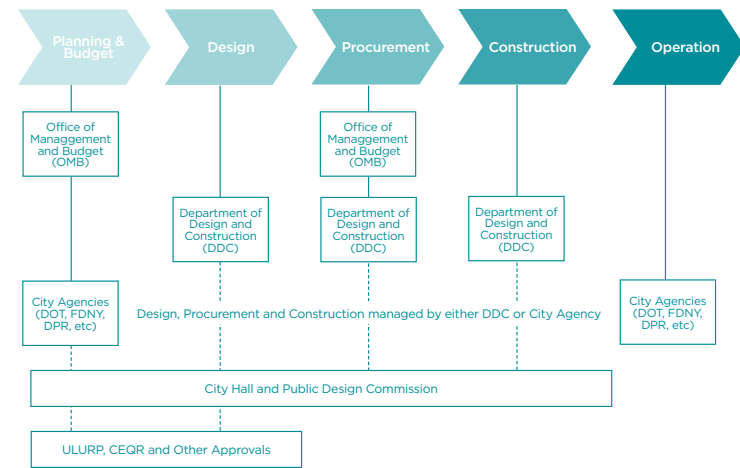 Planning &
Budget
Design
Procurement
Construction
Operation
Office of
Managgement
and Budget
(OMB)
Office of
Managgement
and Budget
(OMB)
Department of
Design and
Construction
(DDC)
Department of
Design and
Construction
(DDC)
Department of
Design and
Construction
(DDC)
City Agencies
(DOT, FDNY,
DPR, etc)
Design, Procurement and Construction managed by either DDC or City Agency
City Agencies
(DOT, FDNY,
DPR, etc)
City Hall and Public Design Commission
ULURP, CEQR and Other Approvals